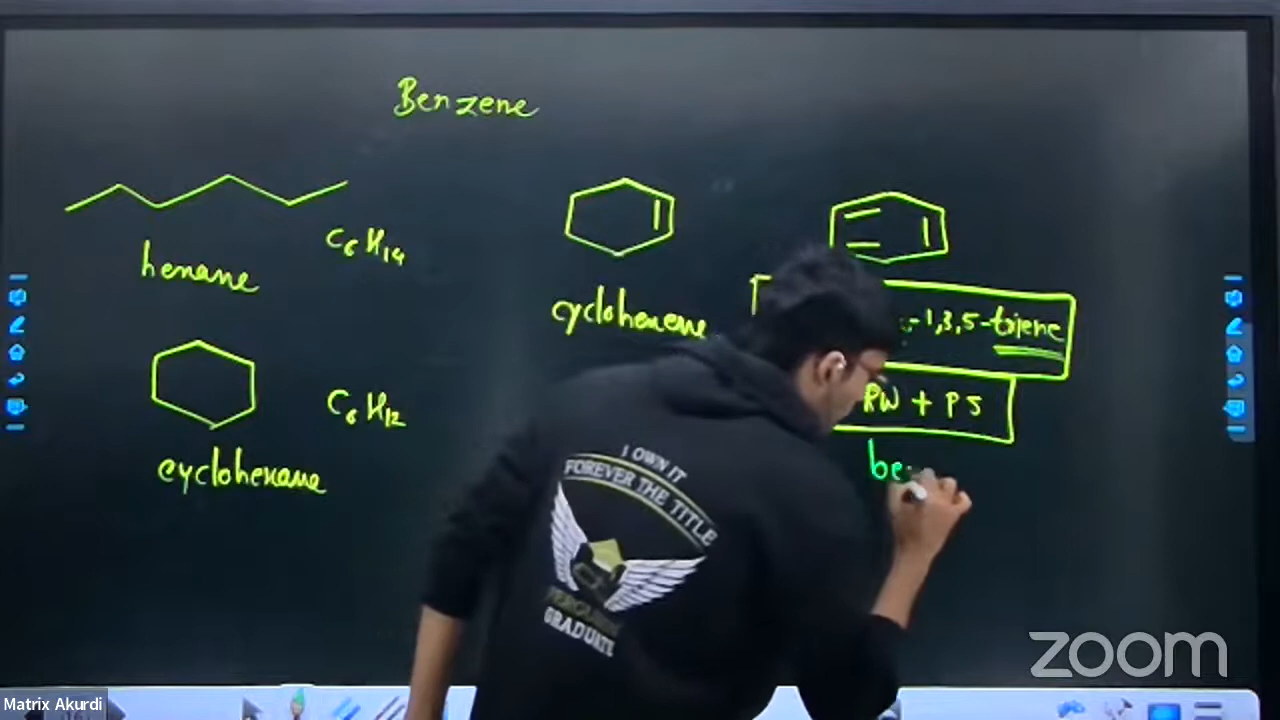 Benzene
C₆H₁₄
hexane
C₆H₁₂
cyclohexane
cyclohexene
-1,3,5-triene
RW + PS
be
I OWN IT
FOREVER THE TITLE
GRADUATE
zoom
Matrix Akurdi